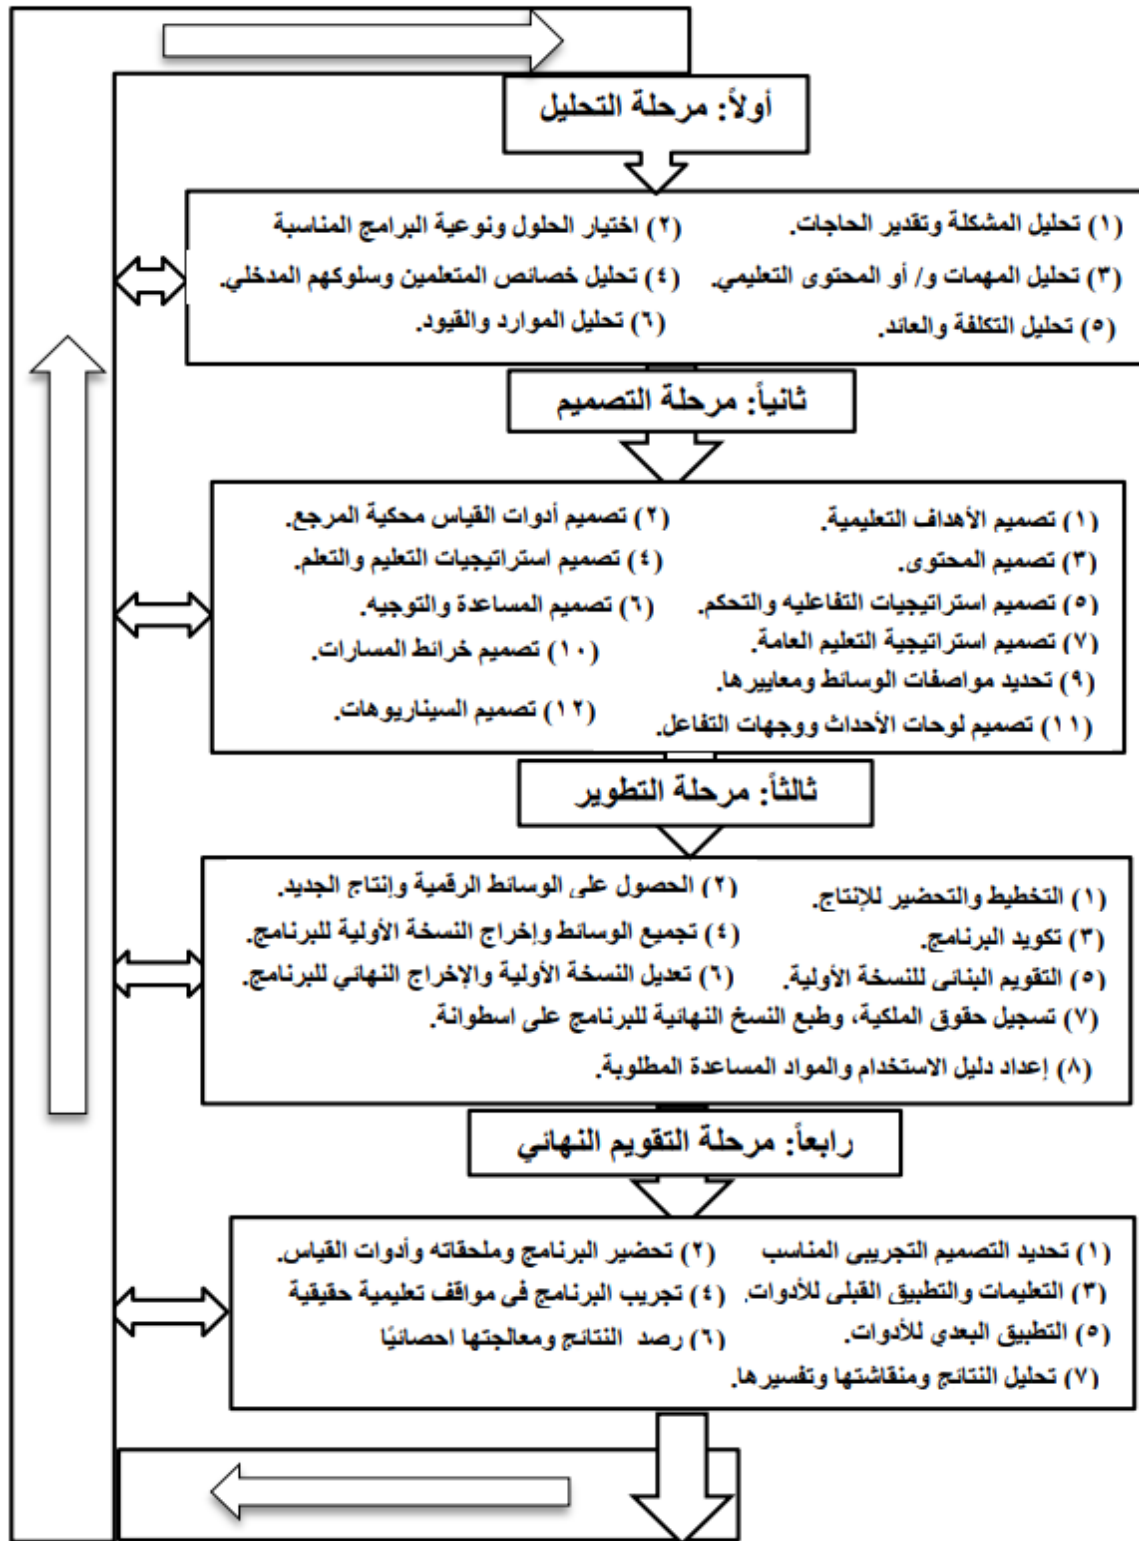 أولاً: مرحلة التحليل
(١) تحليل المشكلة وتقدير الحاجات.
(٢) اختيار الحلول ونوعية البرامج المناسبة
(٣) تحليل المهمات و/ أو المحتوى التعليمي.
(٤) تحليل خصائص المتعلمين وسلوكهم المدخلي.
(٥) تحليل التكلفة والعائد.
(٦) تحليل الموارد والقيود.
ثانياً: مرحلة التصميم
(١) تصميم الأهداف التعليمية.
(٢) تصميم أدوات القياس محكية المرجع.
(٣) تصميم المحتوى.
(٤) تصميم استراتيجيات التعليم والتعلم.
(٥) تصميم استراتيجيات التفاعليه والتحكم.
(٦) تصميم المساعدة والتوجيه.
(٧) تصميم استراتيجية التعليم العامة.
(١٠) تصميم خرائط المسارات.
(٩) تحديد مواصفات الوسائط ومعاييرها.
(١٢) تصميم السيناريوهات.
(١١) تصميم لوحات الأحداث ووجهات التفاعل.
ثالثاً: مرحلة التطوير
(١) التخطيط والتحضير للإنتاج.
(٢) الحصول على الوسائط الرقمية وإنتاج الجديد.
(٣) تكويد البرنامج.
(٤) تجميع الوسائط وإخراج النسخة الأولية للبرنامج.
(٥) التقويم البنائى للنسخة الأولية.
(٦) تعديل النسخة الأولية والإخراج النهائي للبرنامج.
(٧) تسجيل حقوق الملكية، وطبع النسخ النهائية للبرنامج على اسطوانة.
(٨) إعداد دليل الاستخدام والمواد المساعدة المطلوبة.
رابعاً: مرحلة التقويم النهائي
(١) تحديد التصميم التجريبى المناسب
(٢) تحضير البرنامج وملحقاته وأدوات القياس.
(٣) التعليمات والتطبيق القبلى للأدوات.
(٤) تجريب البرنامج فى مواقف تعليمية حقيقية
(٥) التطبيق البعدي للأدوات.
(٦) رصد النتائج ومعالجتها احصائيًا
(٧) تحليل النتائج ومنقاشتها وتفسيرها.